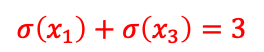 σ(x₁) + σ(x₃) = 3